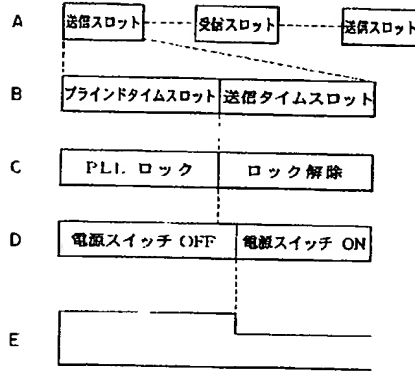 A 送信スロット 受信スロット 送信スロット
B ブラインドタイムスロット 送信タイムスロット
C PLL ロック ロック解除
D 電源スイッチ OFF 電源スイッチ ON
E